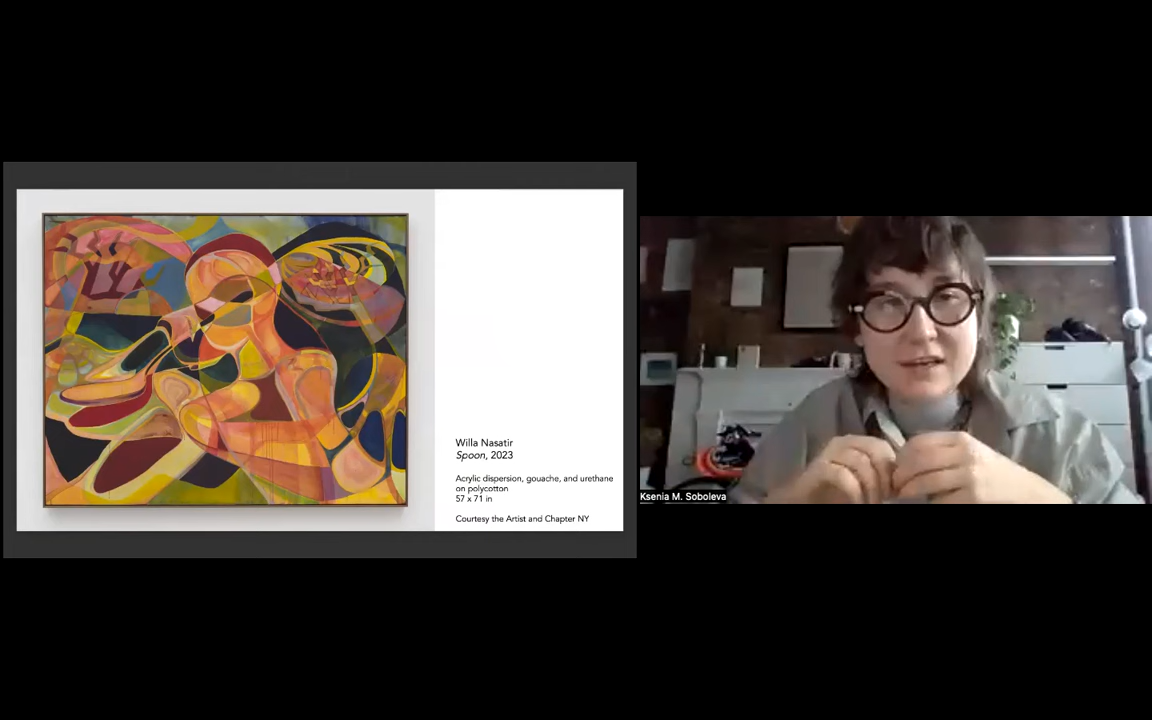 Willa Nasatir
Spoon, 2023
Acrylic dispersion, gouache, and urethane
on polycotton
57 x 71 in
Courtesy the Artist and Chapter NY
Ksenia M. Soboleva